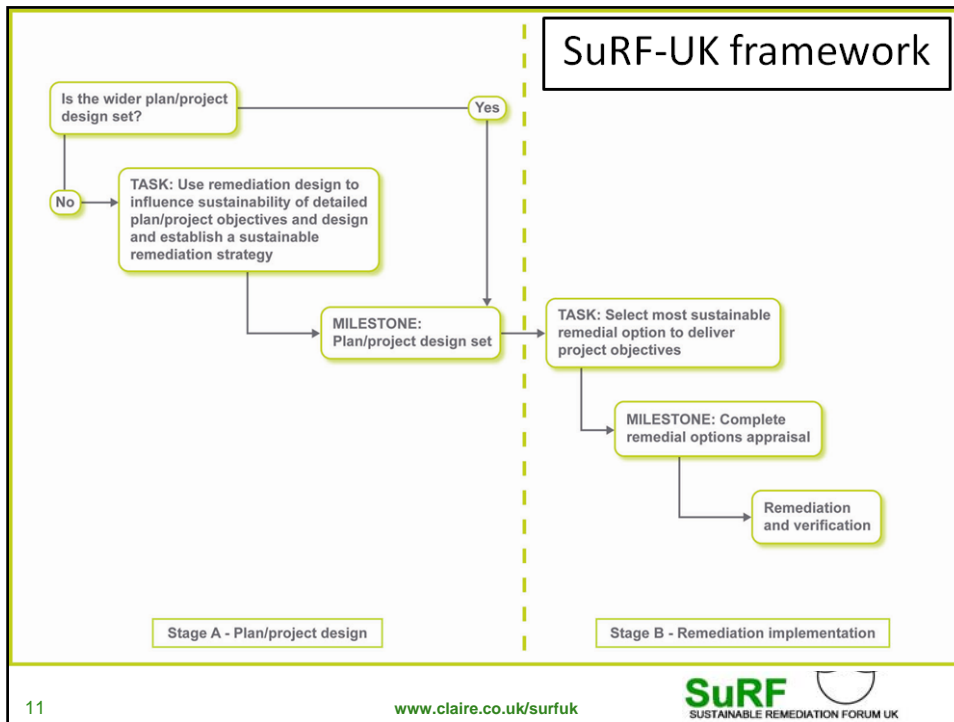 SuRF-UK framework
Is the wider plan/project
design set?
Yes
No
TASK: Use remediation design to
influence sustainability of detailed
plan/project objectives and design
and establish a sustainable
remediation strategy
MILESTONE:
Plan/project design set
TASK: Select most sustainable
remedial option to deliver
project objectives
MILESTONE: Complete
remedial options appraisal
Remediation
and verification
Stage A - Plan/project design
Stage B - Remediation implementation
11
www.claire.co.uk/surfuk
SuRF
SUSTAINABLE REMEDIATION FORUM UK